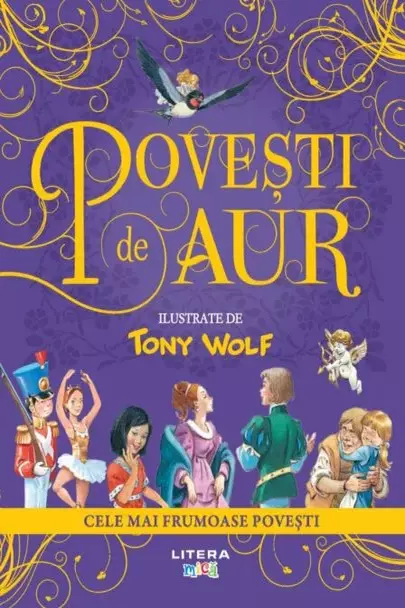 POVEȘTI
de AUR
ILUSTRATE DE
TONY WOLF
CELE MAI FRUMOASE POVEȘTI
LITERA
mică